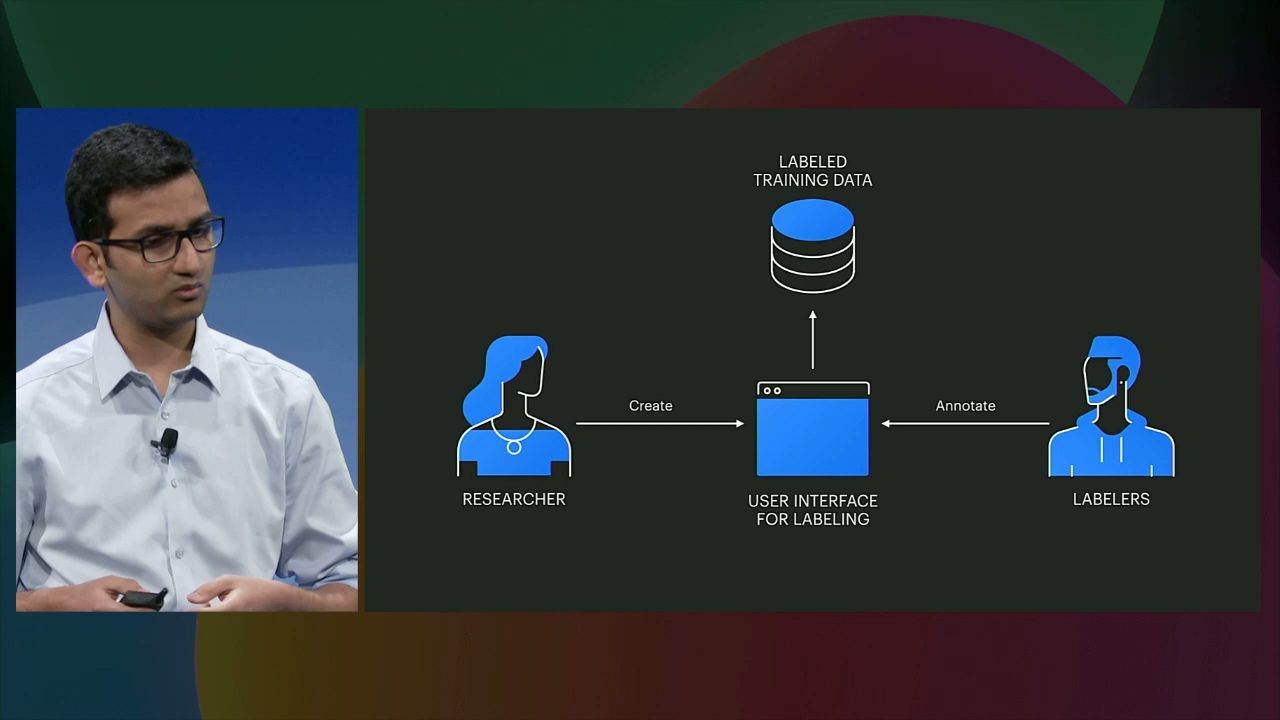 LABELED
TRAINING DATA
Create
Annotate
RESEARCHER
USER INTERFACE
FOR LABELING
LABELERS